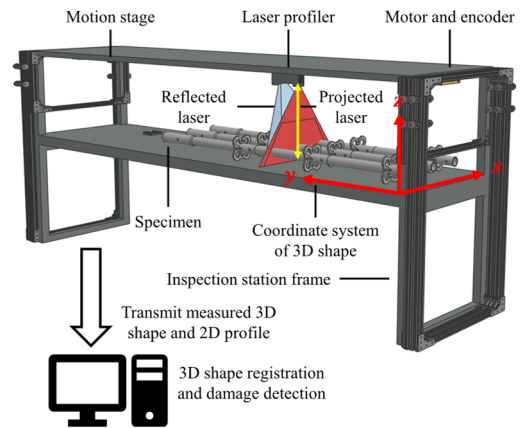 Motion stage
Laser profiler
Motor and encoder
Reflected
laser
Projected
laser
z
y
x
Specimen
Coordinate system
of 3D shape
Inspection station frame
Transmit measured 3D
shape and 2D profile
3D shape registration
and damage detection